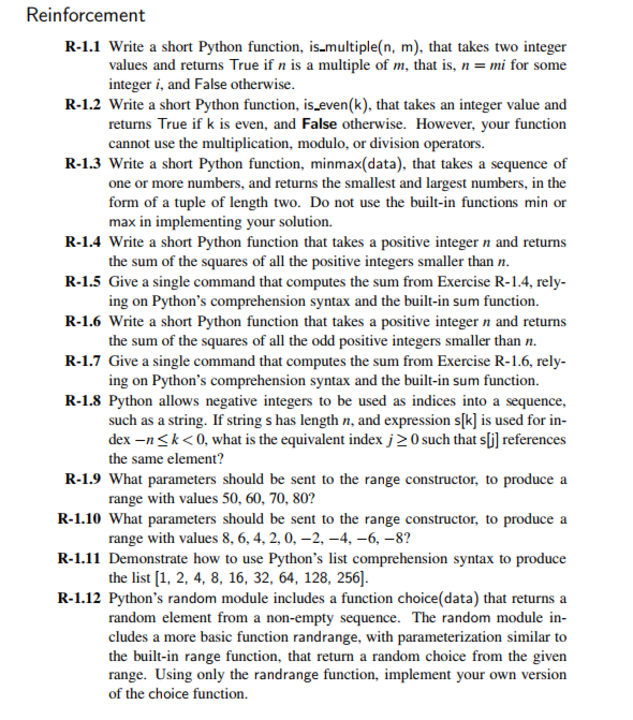 Reinforcement
R-1.1 Write a short Python function, is_multiple(n, m), that takes two integer
values and returns True if n is a multiple of m, that is, n = mi for some
integer i, and False otherwise.
R-1.2 Write a short Python function, is_even(k), that takes an integer value and
returns True if k is even, and False otherwise. However, your function
cannot use the multiplication, modulo, or division operators.
R-1.3 Write a short Python function, minmax(data), that takes a sequence of
one or more numbers, and returns the smallest and largest numbers, in the
form of a tuple of length two. Do not use the built-in functions min or
max in implementing your solution.
R-1.4 Write a short Python function that takes a positive integer n and returns
the sum of the squares of all the positive integers smaller than n.
R-1.5 Give a single command that computes the sum from Exercise R-1.4, rely-
ing on Python's comprehension syntax and the built-in sum function.
R-1.6 Write a short Python function that takes a positive integer n and returns
the sum of the squares of all the odd positive integers smaller than n.
R-1.7 Give a single command that computes the sum from Exercise R-1.6, rely-
ing on Python's comprehension syntax and the built-in sum function.
R-1.8 Python allows negative integers to be used as indices into a sequence,
such as a string. If string s has length n, and expression s[k] is used for in-
dex −n ≤ k < 0, what is the equivalent index j ≥ 0 such that s[j] references
the same element?
R-1.9 What parameters should be sent to the range constructor, to produce a
range with values 50, 60, 70, 80?
R-1.10 What parameters should be sent to the range constructor, to produce a
range with values 8, 6, 4, 2, 0, −2, −4, −6, −8?
R-1.11 Demonstrate how to use Python's list comprehension syntax to produce
the list [1, 2, 4, 8, 16, 32, 64, 128, 256].
R-1.12 Python's random module includes a function choice(data) that returns a
random element from a non-empty sequence. The random module in-
cludes a more basic function randrange, with parameterization similar to
the built-in range function, that return a random choice from the given
range. Using only the randrange function, implement your own version
of the choice function.